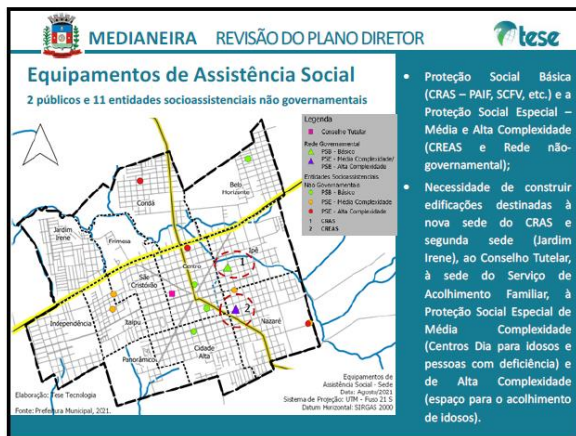 MEDIANEIRA REVISÃO DO PLANO DIRETOR
tese
Equipamentos de Assistência Social
2 públicos e 11 entidades socioassistenciais não governamentais
Legenda
Conselho Tutelar
Rede Governamental
PSB - Básico
PSE - Média Complexidade/
PSE - Alta Complexidade
Entidades Socioassistenciais
Não Governamentais
PSB - Básico
PSE - Média Complexidade
PSE - Alta Complexidade
1 CRAS
2 CREAS
Condá
Belo
Horizonte
Jardim
Irene
Frimesa
Ipê
Centro
São
Cristóvão
2
Independência
Itaipu
Nazaré
Cidade
Alta
Panorâmico
Elaboração: Tese Tecnologia
Fonte: Prefeitura Municipal, 2021.
Equipamentos de
Assistência Social - Sede
Data: Agosto/2021
Sistema de Projeção: UTM - Fuso 21 S
Datum Horizontal: SIRGAS 2000
• Proteção Social Básica
(CRAS – PAIF, SCFV, etc.) e a
Proteção Social Especial –
Média e Alta Complexidade
(CREAS e Rede não-
governamental);
• Necessidade de construir
edificações destinadas à
nova sede do CRAS e
segunda sede (Jardim
Irene), ao Conselho Tutelar,
à sede do Serviço de
Acolhimento Familiar, à
Proteção Social Especial de
Média Complexidade
(Centros Dia para idosos e
pessoas com deficiência) e
de Alta Complexidade
(espaço para o acolhimento
de idosos).